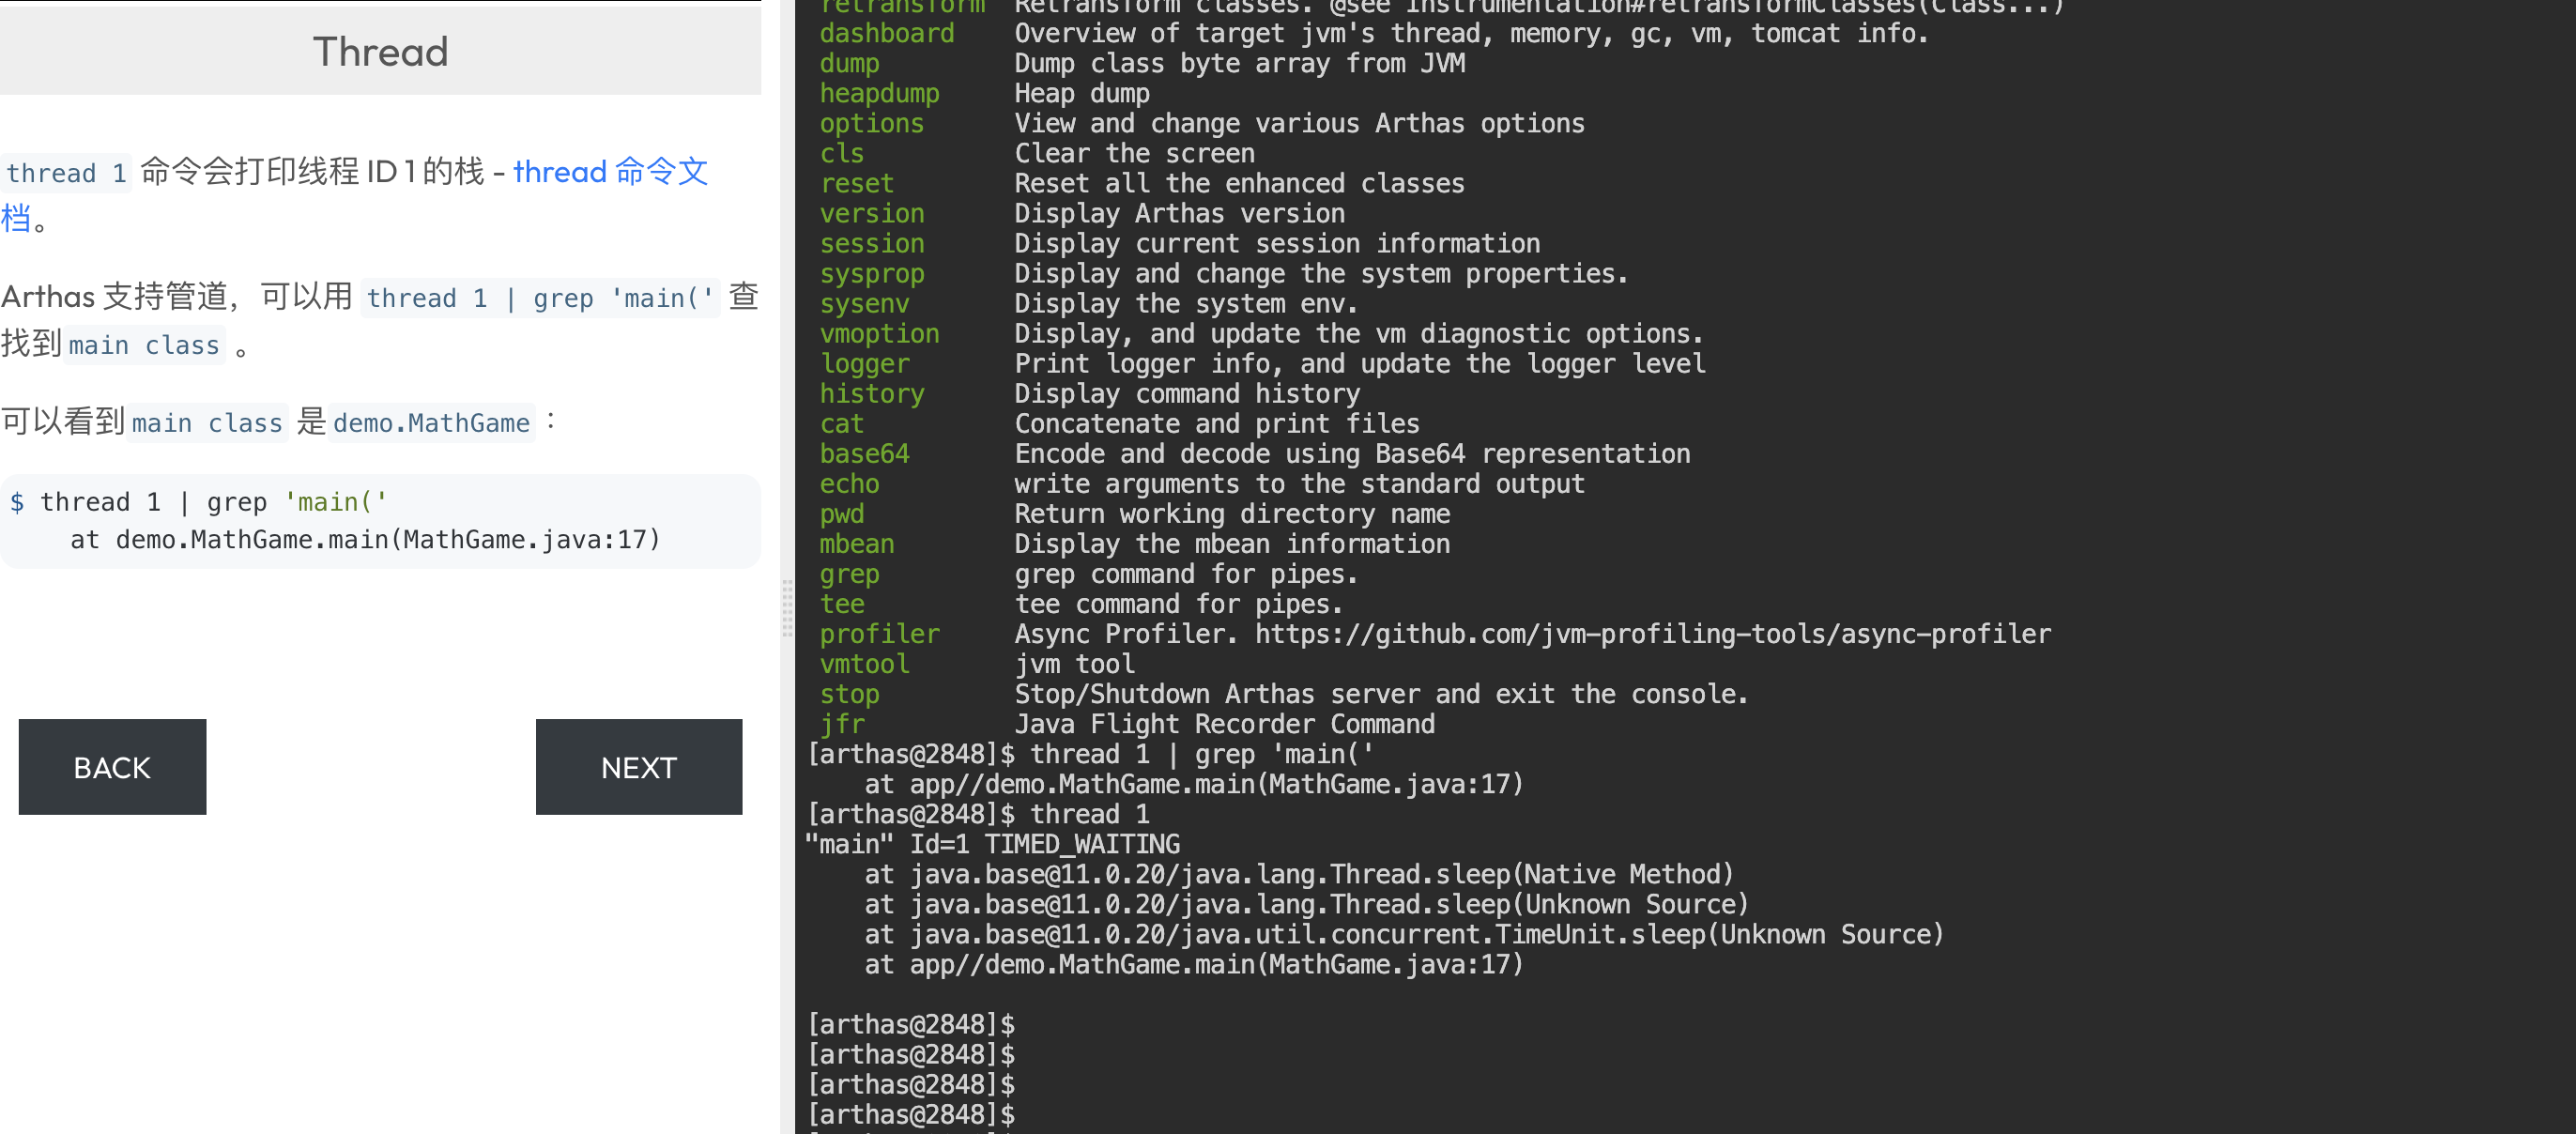 Thread
thread 1 命令会打印线程 ID 1 的栈 - thread 命令文
档。
Arthas 支持管道，可以用 thread 1 | grep 'main(' 查
找到 main class 。
可以看到 main class 是 demo.MathGame ：
$ thread 1 | grep 'main('
    at demo.MathGame.main(MathGame.java:17)
BACK
NEXT
retransform  Retransform classes. @see Instrumentation#retransformClasses(Class...)
dashboard    Overview of target jvm's thread, memory, gc, vm, tomcat info.
dump         Dump class byte array from JVM
heapdump     Heap dump
options      View and change various Arthas options
cls          Clear the screen
reset        Reset all the enhanced classes
version      Display Arthas version
session      Display current session information
sysprop      Display and change the system properties.
sysenv       Display the system env.
vmoption     Display, and update the vm diagnostic options.
logger       Print logger info, and update the logger level
history      Display command history
cat          Concatenate and print files
base64       Encode and decode using Base64 representation
echo         write arguments to the standard output
pwd          Return working directory name
mbean        Display the mbean information
grep         grep command for pipes.
tee          tee command for pipes.
profiler     Async Profiler. https://github.com/jvm-profiling-tools/async-profiler
vmtool       jvm tool
stop         Stop/Shutdown Arthas server and exit the console.
jfr          Java Flight Recorder Command
[arthas@2848]$ thread 1 | grep 'main('
    at app//demo.MathGame.main(MathGame.java:17)
[arthas@2848]$ thread 1
"main" Id=1 TIMED_WAITING
    at java.base@11.0.20/java.lang.Thread.sleep(Native Method)
    at java.base@11.0.20/java.lang.Thread.sleep(Unknown Source)
    at java.base@11.0.20/java.util.concurrent.TimeUnit.sleep(Unknown Source)
    at app//demo.MathGame.main(MathGame.java:17)
[arthas@2848]$
[arthas@2848]$
[arthas@2848]$
[arthas@2848]$